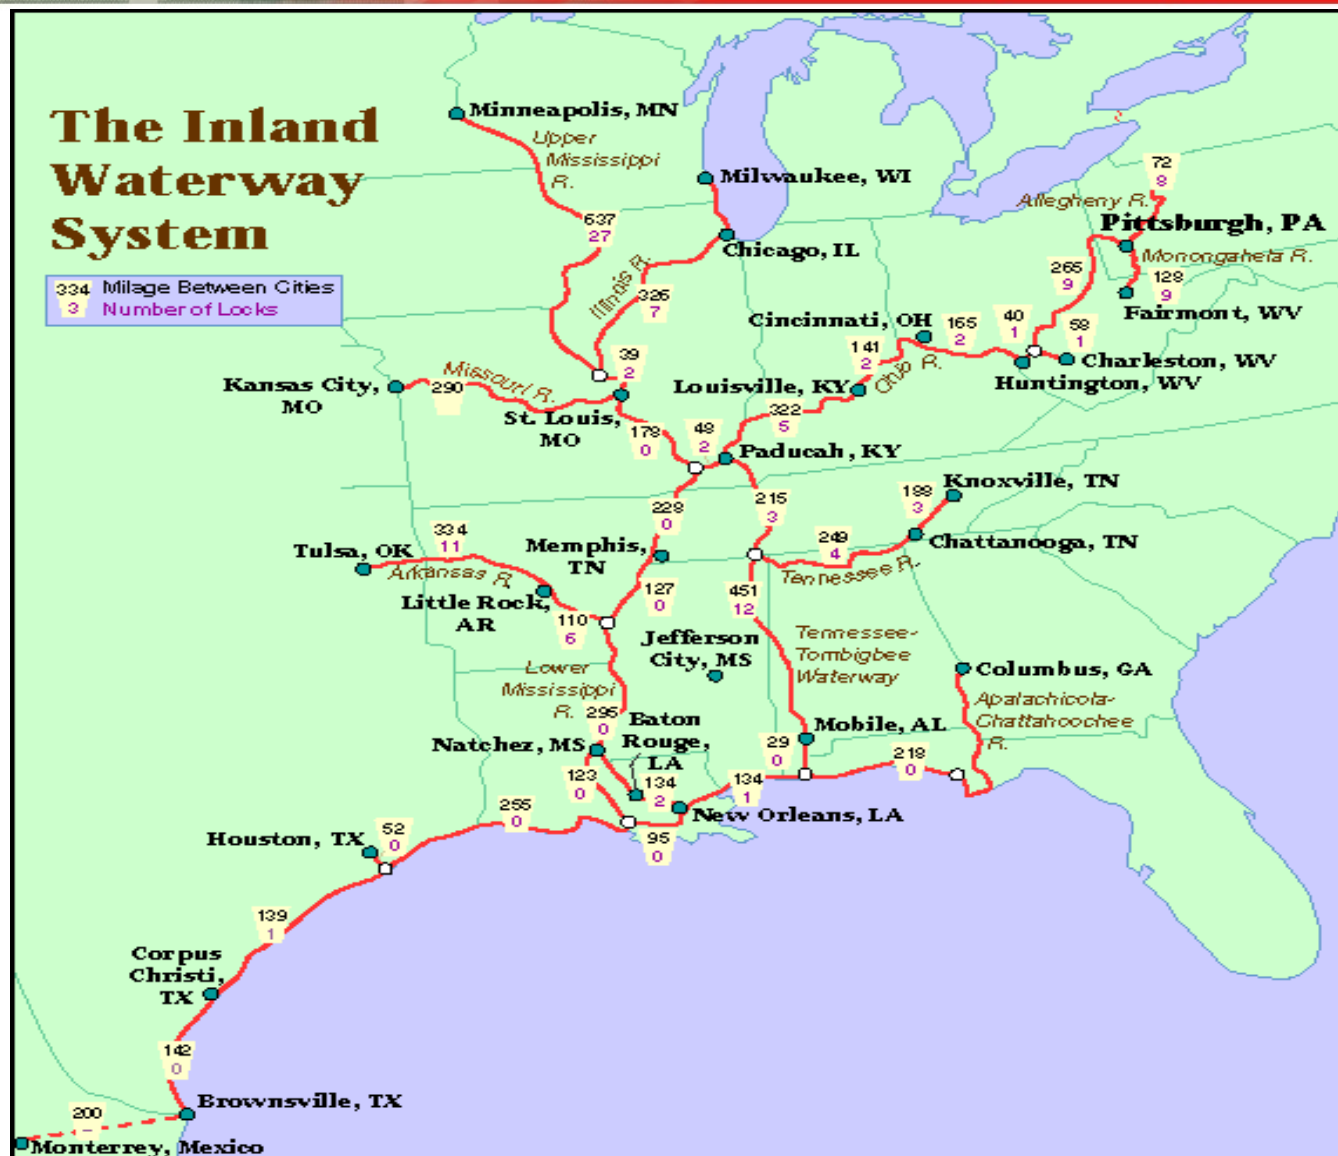 The Inland
Waterway
System
334 Milage Between Cities
3 Number of Locks
Minneapolis, MN
Upper
Mississippi
R.
637
27
Milwaukee, WI
Chicago, IL
Illinois R.
326
7
39
2
Kansas City,
MO
Missouri R.
290
St. Louis,
MO
178
0
48
2
Paducah, KY
322
5
Louisville, KY
141
2
Ohio R.
Cincinnati, OH
165
2
40
1
58
1
Charleston, WV
Huntington, WV
265
9
72
8
Allegheny R.
Pittsburgh, PA
Monongahela R.
128
9
Fairmont, WV
Knoxville, TN
188
3
Chattanooga, TN
249
4
Tennessee R.
215
3
228
0
Memphis,
TN
127
0
Tulsa, OK
334
11
Arkansas R.
Little Rock,
AR
110
6
451
12
Tennessee-
Tombigbee
Waterway
Jefferson
City, MS
Lower
Mississippi
R.
295
0
Natchez, MS
Baton
Rouge,
LA
123
0
134
2
New Orleans, LA
95
0
134
1
29
0
Mobile, AL
218
0
Columbus, GA
Apalachicola-
Chattahoochee
R.
255
0
Houston, TX
52
0
139
1
Corpus
Christi,
TX
142
0
Brownsville, TX
200
–
Monterrey, Mexico